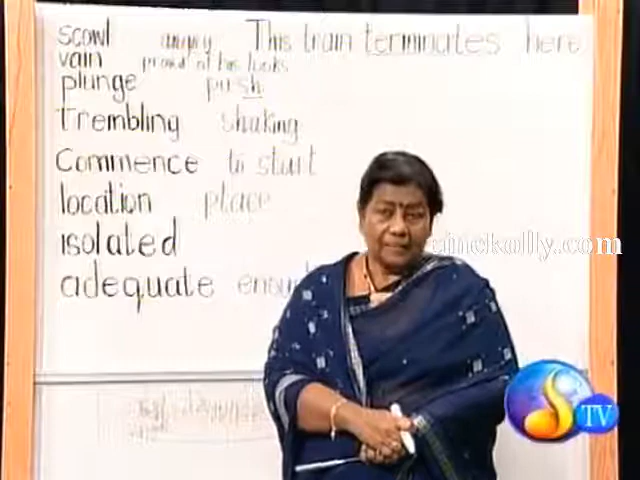 scowl angry This train terminates here
vain proud of his looks
plunge push
Trembling shaking
Commence to start
location place
isolated
adequate
cinekolly.com
TV